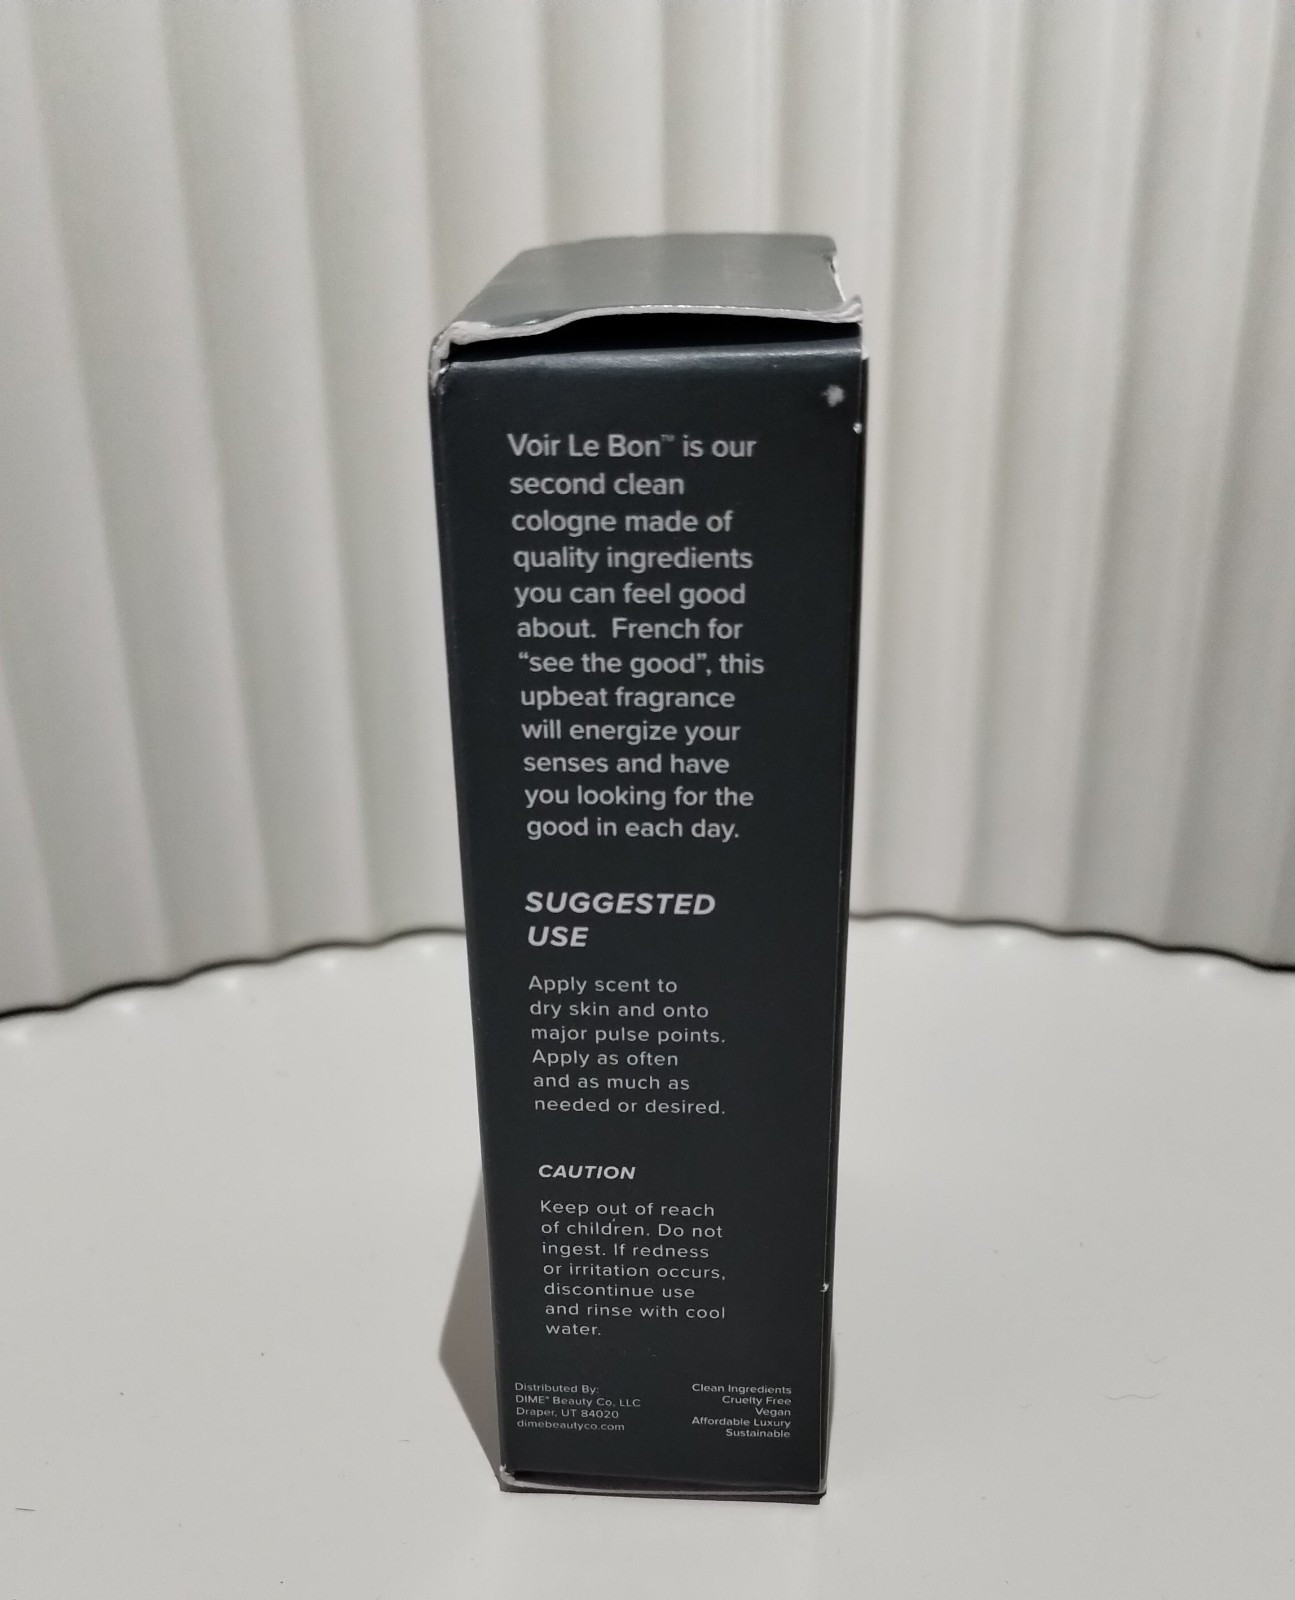 Voir Le Bon™ is our
second clean
cologne made of
quality ingredients
you can feel good
about.  French for
“see the good”, this
upbeat fragrance
will energize your
senses and have
you looking for the
good in each day.
SUGGESTED
USE
Apply scent to
dry skin and onto
major pulse points.
Apply as often
and as much as
needed or desired.
CAUTION
Keep out of reach
of children. Do not
ingest. If redness
or irritation occurs,
discontinue use
and rinse with cool
water.
Distributed By:
DIME® Beauty Co, LLC
Draper, UT 84020
dimebeautyco.com
Clean Ingredients
Cruelty Free
Vegan
Affordable Luxury
Sustainable